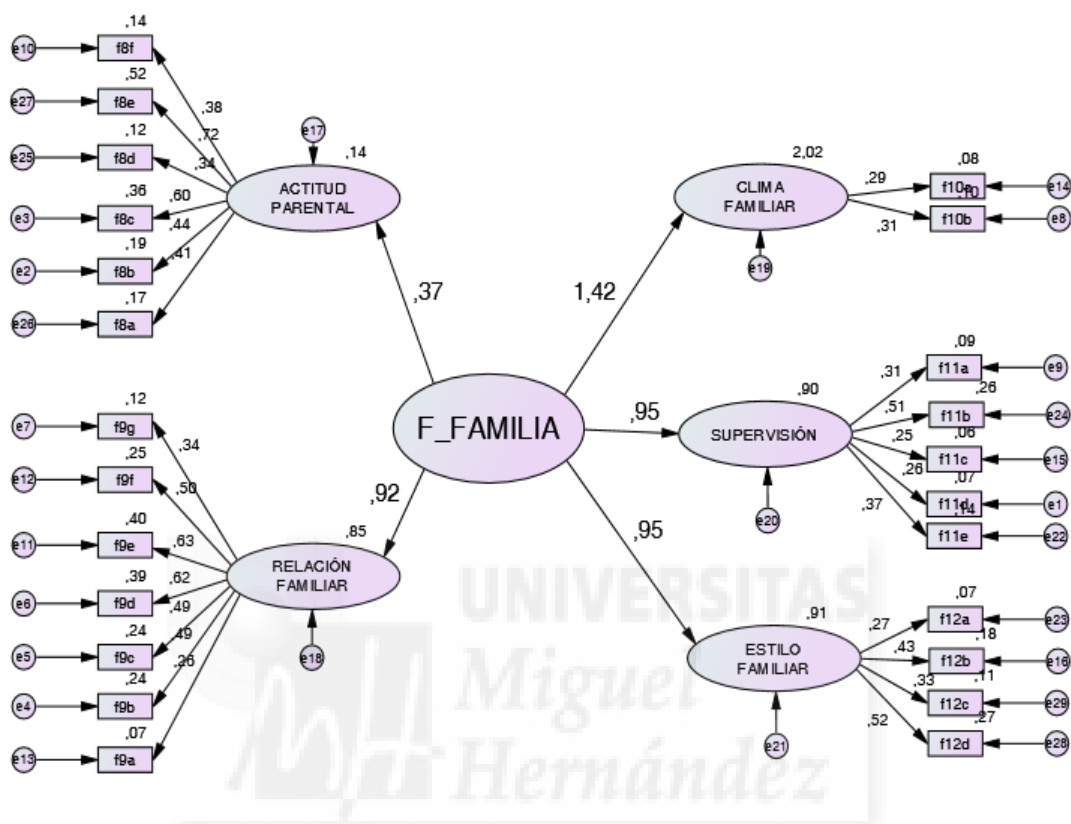 ,14
e10
f8f
,38
,52
e27
f8e
,72
,12
e25
f8d
,34
,36
e3
f8c
,60
,19
e2
f8b
,44
,17
e26
f8a
,41
e17
,14
ACTITUD
PARENTAL
,37
2,02
CLIMA
FAMILIAR
e19
1,42
,29
,08
f10a
e14
,31
,10
f10b
e8
F_FAMILIA
,95
,90
SUPERVISIÓN
e20
,31
,09
f11a
e9
,51
,26
f11b
e24
,25
,06
f11c
e15
,26
,07
f11d
e1
,37
,14
f11e
e22
,12
e7
f9g
,34
,25
e12
f9f
,50
,40
e11
f9e
,63
,39
e6
f9d
,62
,24
e5
f9c
,49
,24
e4
f9b
,49
,07
e13
f9a
,26
,92
,85
RELACIÓN
FAMILIAR
e18
,95
,91
ESTILO
FAMILIAR
e21
,27
,07
f12a
e23
,43
,18
f12b
e16
,33
,11
f12c
e29
,52
,27
f12d
e28
UNIVERSITAS
Miguel
Hernández